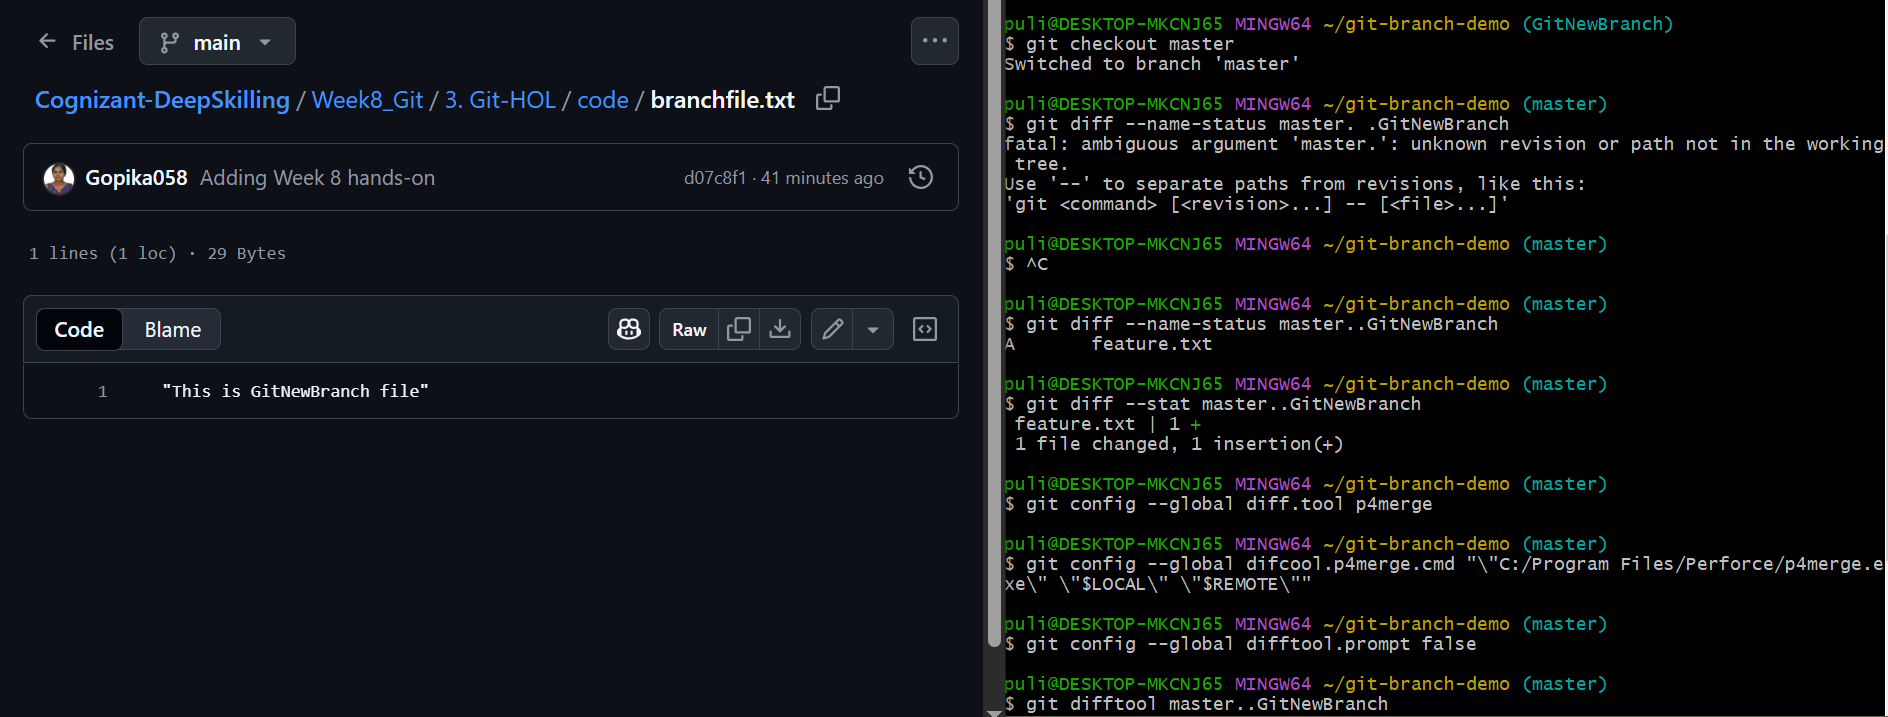 Files
main
Cognizant-DeepSkilling / Week8_Git / 3. Git-HOL / code / branchfile.txt
Gopika058 Adding Week 8 hands-on d07c8f1 · 41 minutes ago
1 lines (1 loc) · 29 Bytes
Code Blame Raw
1 "This is GitNewBranch file"
puli@DESKTOP-MKCNJ65 MINGW64 ~/git-branch-demo (GitNewBranch)
$ git checkout master
Switched to branch 'master'
puli@DESKTOP-MKCNJ65 MINGW64 ~/git-branch-demo (master)
$ git diff --name-status master. .GitNewBranch
fatal: ambiguous argument 'master.': unknown revision or path not in the working
tree.
Use '--' to separate paths from revisions, like this:
'git <command> [<revision>...] -- [<file>...]'
puli@DESKTOP-MKCNJ65 MINGW64 ~/git-branch-demo (master)
$ ^C
puli@DESKTOP-MKCNJ65 MINGW64 ~/git-branch-demo (master)
$ git diff --name-status master..GitNewBranch
A feature.txt
puli@DESKTOP-MKCNJ65 MINGW64 ~/git-branch-demo (master)
$ git diff --stat master..GitNewBranch
feature.txt | 1 +
1 file changed, 1 insertion(+)
puli@DESKTOP-MKCNJ65 MINGW64 ~/git-branch-demo (master)
$ git config --global diff.tool p4merge
puli@DESKTOP-MKCNJ65 MINGW64 ~/git-branch-demo (master)
$ git config --global difcool.p4merge.cmd "\"C:/Program Files/Perforce/p4merge.e
xe\" \"$LOCAL\" \"$REMOTE\""
puli@DESKTOP-MKCNJ65 MINGW64 ~/git-branch-demo (master)
$ git config --global difftool.prompt false
puli@DESKTOP-MKCNJ65 MINGW64 ~/git-branch-demo (master)
$ git difftool master..GitNewBranch